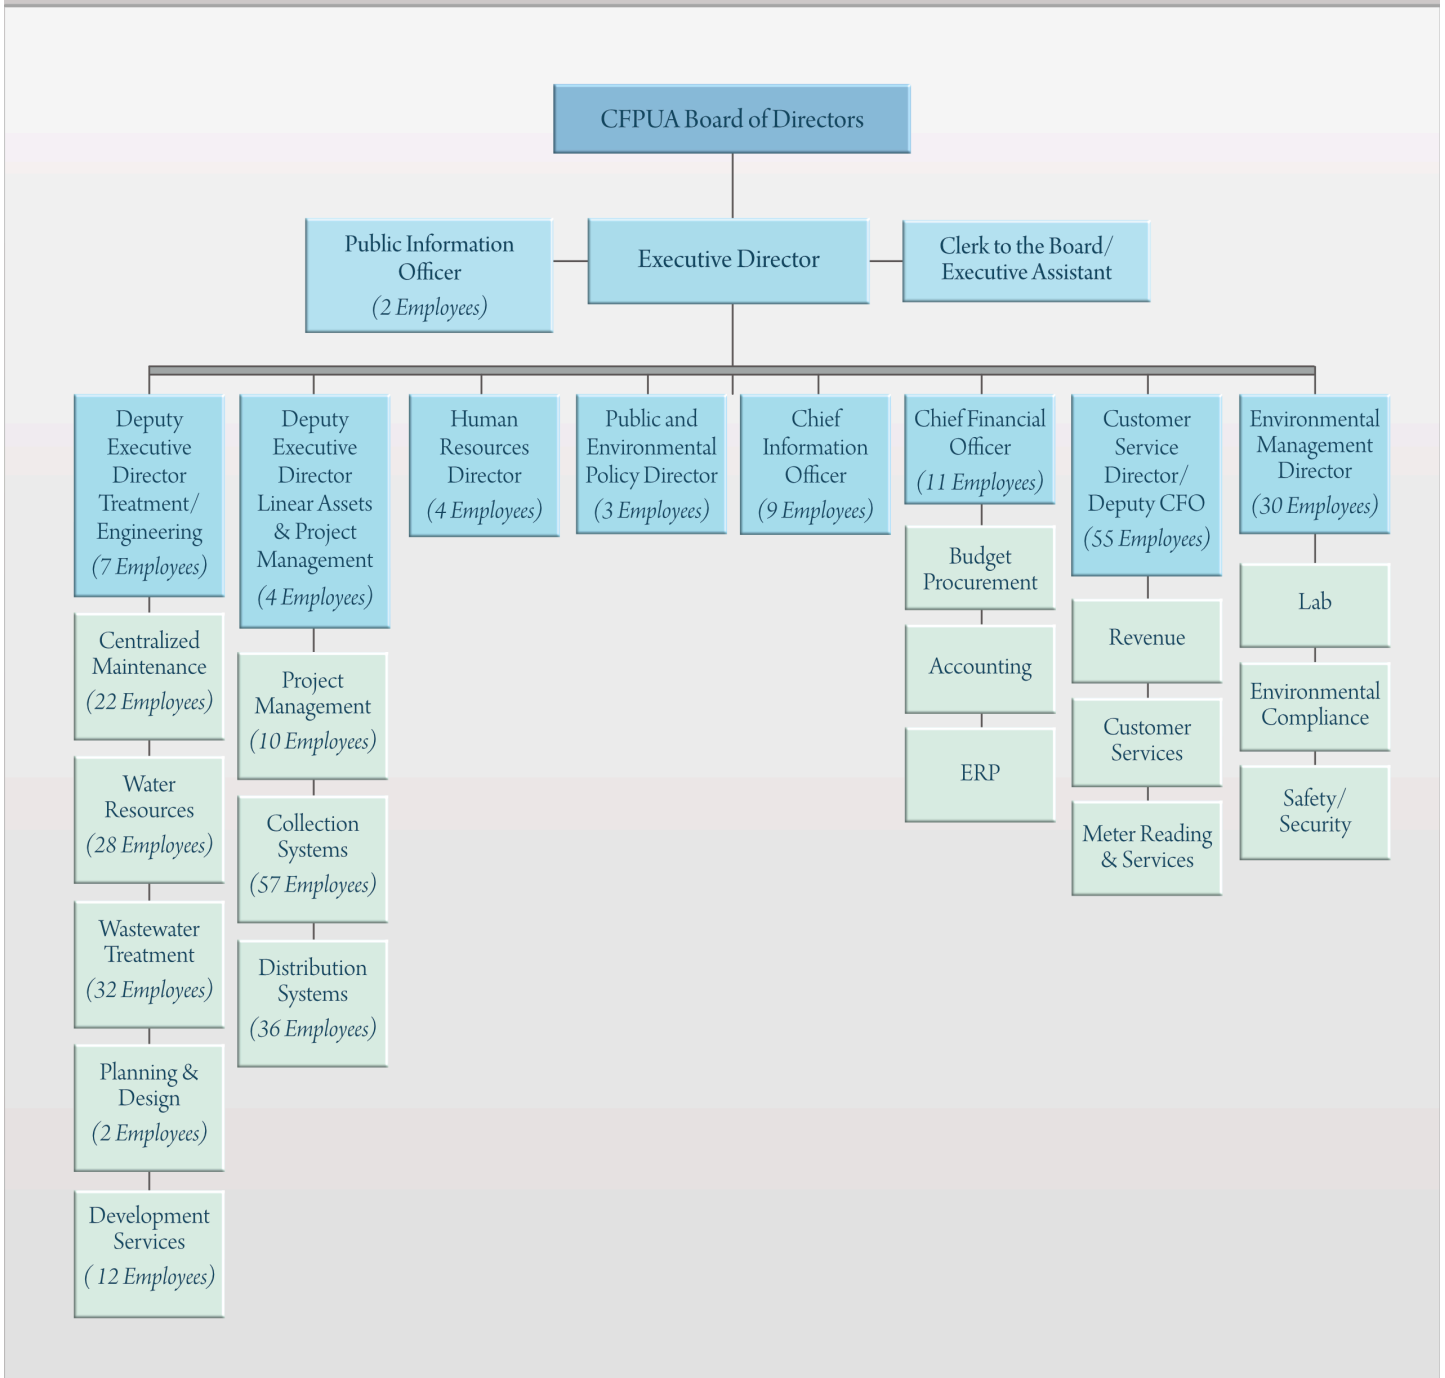 CFPUA Board of Directors
Public Information
Officer
(2 Employees)
Executive Director
Clerk to the Board/
Executive Assistant
Deputy
Executive
Director
Treatment/
Engineering
(7 Employees)
Centralized
Maintenance
(22 Employees)
Water
Resources
(28 Employees)
Wastewater
Treatment
(32 Employees)
Planning &
Design
(2 Employees)
Development
Services
( 12 Employees)
Deputy
Executive
Director
Linear Assets
& Project
Management
(4 Employees)
Project
Management
(10 Employees)
Collection
Systems
(57 Employees)
Distribution
Systems
(36 Employees)
Human
Resources
Director
(4 Employees)
Public and
Environmental
Policy Director
(3 Employees)
Chief
Information
Officer
(9 Employees)
Chief Financial
Officer
(11 Employees)
Budget
Procurement
Accounting
ERP
Customer
Service
Director/
Deputy CFO
(55 Employees)
Revenue
Customer
Services
Meter Reading
& Services
Environmental
Management
Director
(30 Employees)
Lab
Environmental
Compliance
Safety/
Security